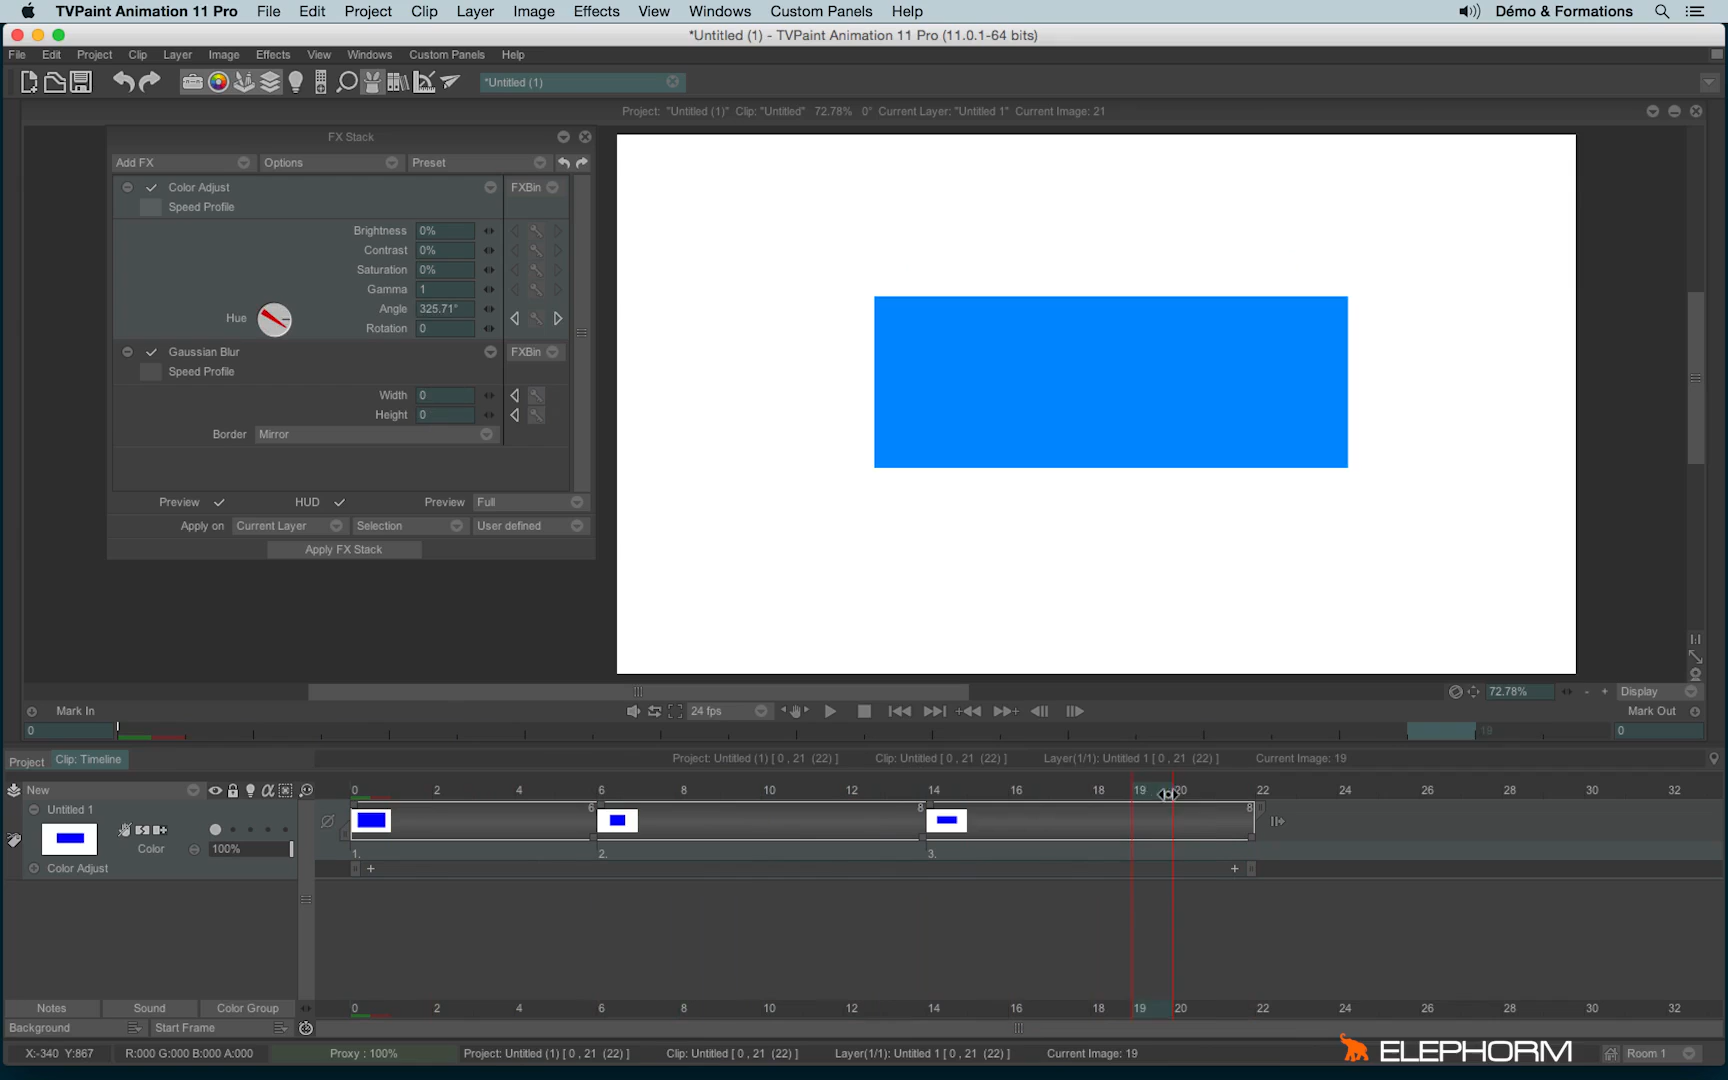 TVPaint Animation 11 Pro File Edit Project Clip Layer Image Effects View Windows Custom Panels Help Démo & Formations
*Untitled (1) - TVPaint Animation 11 Pro (11.0.1-64 bits)
File Edit Project Clip Layer Image Effects View Windows Custom Panels Help
*Untitled (1)
Project: "Untitled (1)" Clip: "Untitled" 72.78% 0° Current Layer; "Untitled 1" Current Image: 21
FX Stack
Add FX Options Preset
Color Adjust FXBin
Speed Profile
Brightness 0%
Contrast 0%
Saturation 0%
Gamma 1
Angle 325.71°
Hue
Rotation 0
Gaussian Blur FXBin
Speed Profile
Width 0
Height 0
Border Mirror
Preview HUD Preview Full
Apply on Current Layer Selection User defined
Apply FX Stack
72.78% - + Display
Mark In 24 fps Mark Out
0 19 0
Project Clip: Timeline Project: Untitled (1) [ 0 , 21 (22) ] Clip: Untitled [ 0 , 21 (22) ] Layer(1/1): Untitled 1 [ 0 , 21 (22) ] Current Image: 19
New 0 2 4 6 8 10 12 14 16 18 19 20 22 24 26 28 30 32
Untitled 1 6 8 8
Color 100%
1. 2. 3.
Color Adjust
Notes Sound Color Group 0 2 4 6 8 10 12 14 16 18 19 20 22 24 26 28 30 32
Background Start Frame
X:-340 Y:867 R:000 G:000 B:000 A:000 Proxy : 100% Project: Untitled (1) [ 0 , 21 (22) ] Clip: Untitled [ 0 , 21 (22) ] Layer(1/1): Untitled 1 [ 0 , 21 (22) ] Current Image: 19 ELEPHORM Room 1